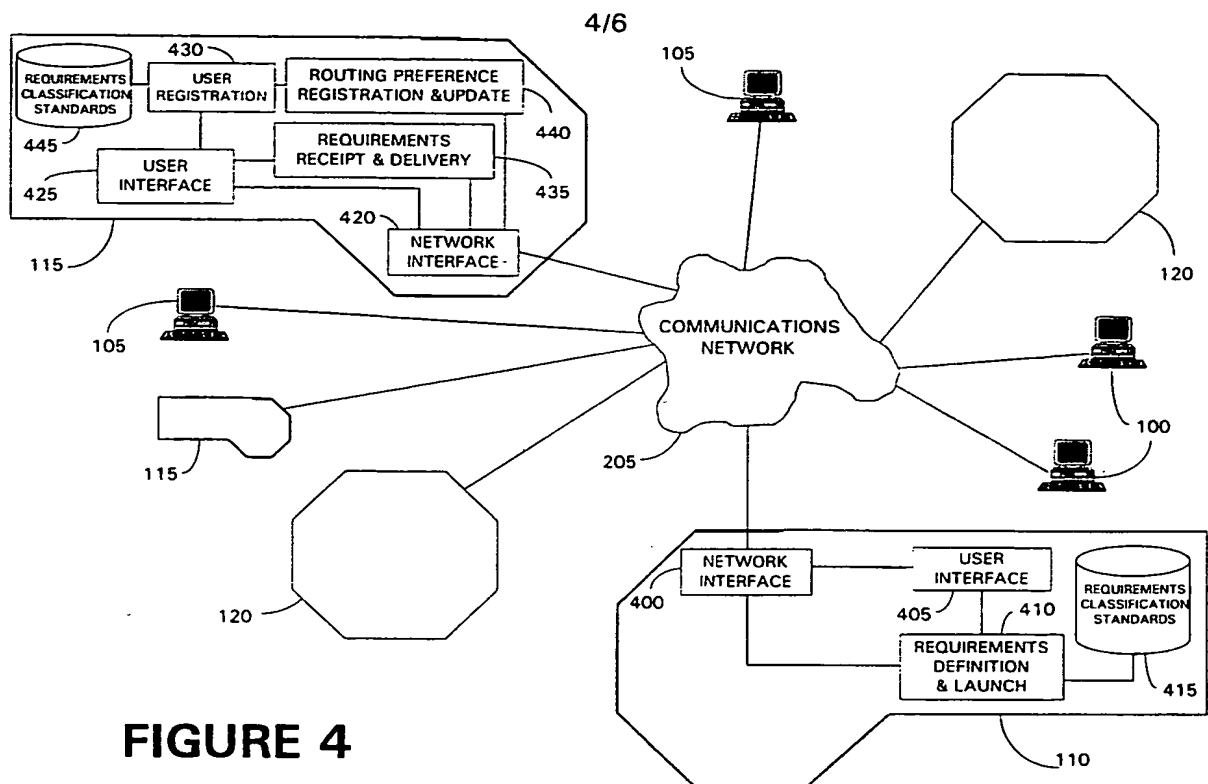 4/6
430
105
REQUIREMENTS
CLASSIFICATION
STANDARDS
USER
REGISTRATION
ROUTING PREFERENCE
REGISTRATION &UPDATE
445
440
REQUIREMENTS
RECEIPT & DELIVERY
425
USER
INTERFACE
435
420
NETWORK
INTERFACE
115
120
105
COMMUNICATIONS
NETWORK
100
115
205
120
400
NETWORK
INTERFACE
USER
INTERFACE
405
410
REQUIREMENTS
CLASSIFICATION
STANDARDS
REQUIREMENTS
DEFINITION
& LAUNCH
415
110
FIGURE 4